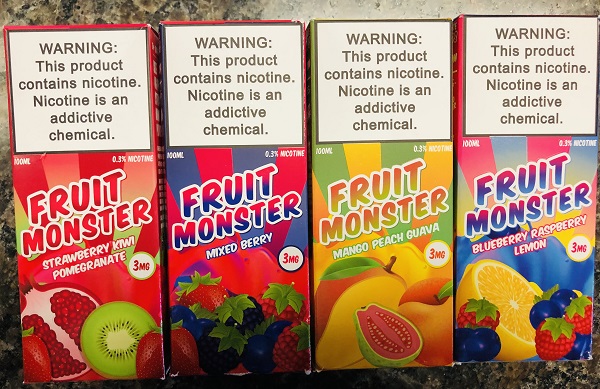 WARNING:
This product
contains nicotine.
Nicotine is an
addictive
chemical.
100ML
0.3% NICOTINE
FRUIT
MONSTER
STRAWBERRY KIWI
POMEGRANATE
3MG
WARNING:
This product
contains nicotine.
Nicotine is an
addictive
chemical.
100ML
0.3% NICOTINE
FRUIT
MONSTER
MIXED BERRY
3MG
WARNING:
This product
contains nicotine.
Nicotine is an
addictive
chemical.
100ML
0.3% NICOTINE
FRUIT
MONSTER
MANGO PEACH GUAVA
3MG
WARNING:
This product
contains nicotine.
Nicotine is an
addictive
chemical.
100ML
0.3% NICOTINE
FRUIT
MONSTER
BLUEBERRY RASPBERRY
LEMON
3MG